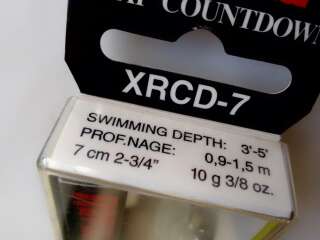 COUNTDOWN
XRCD-7
SWIMMING DEPTH: 3'-5'
PROF.NAGE: 0,9-1,5 m
7 cm 2-3/4" 10 g 3/8 oz.